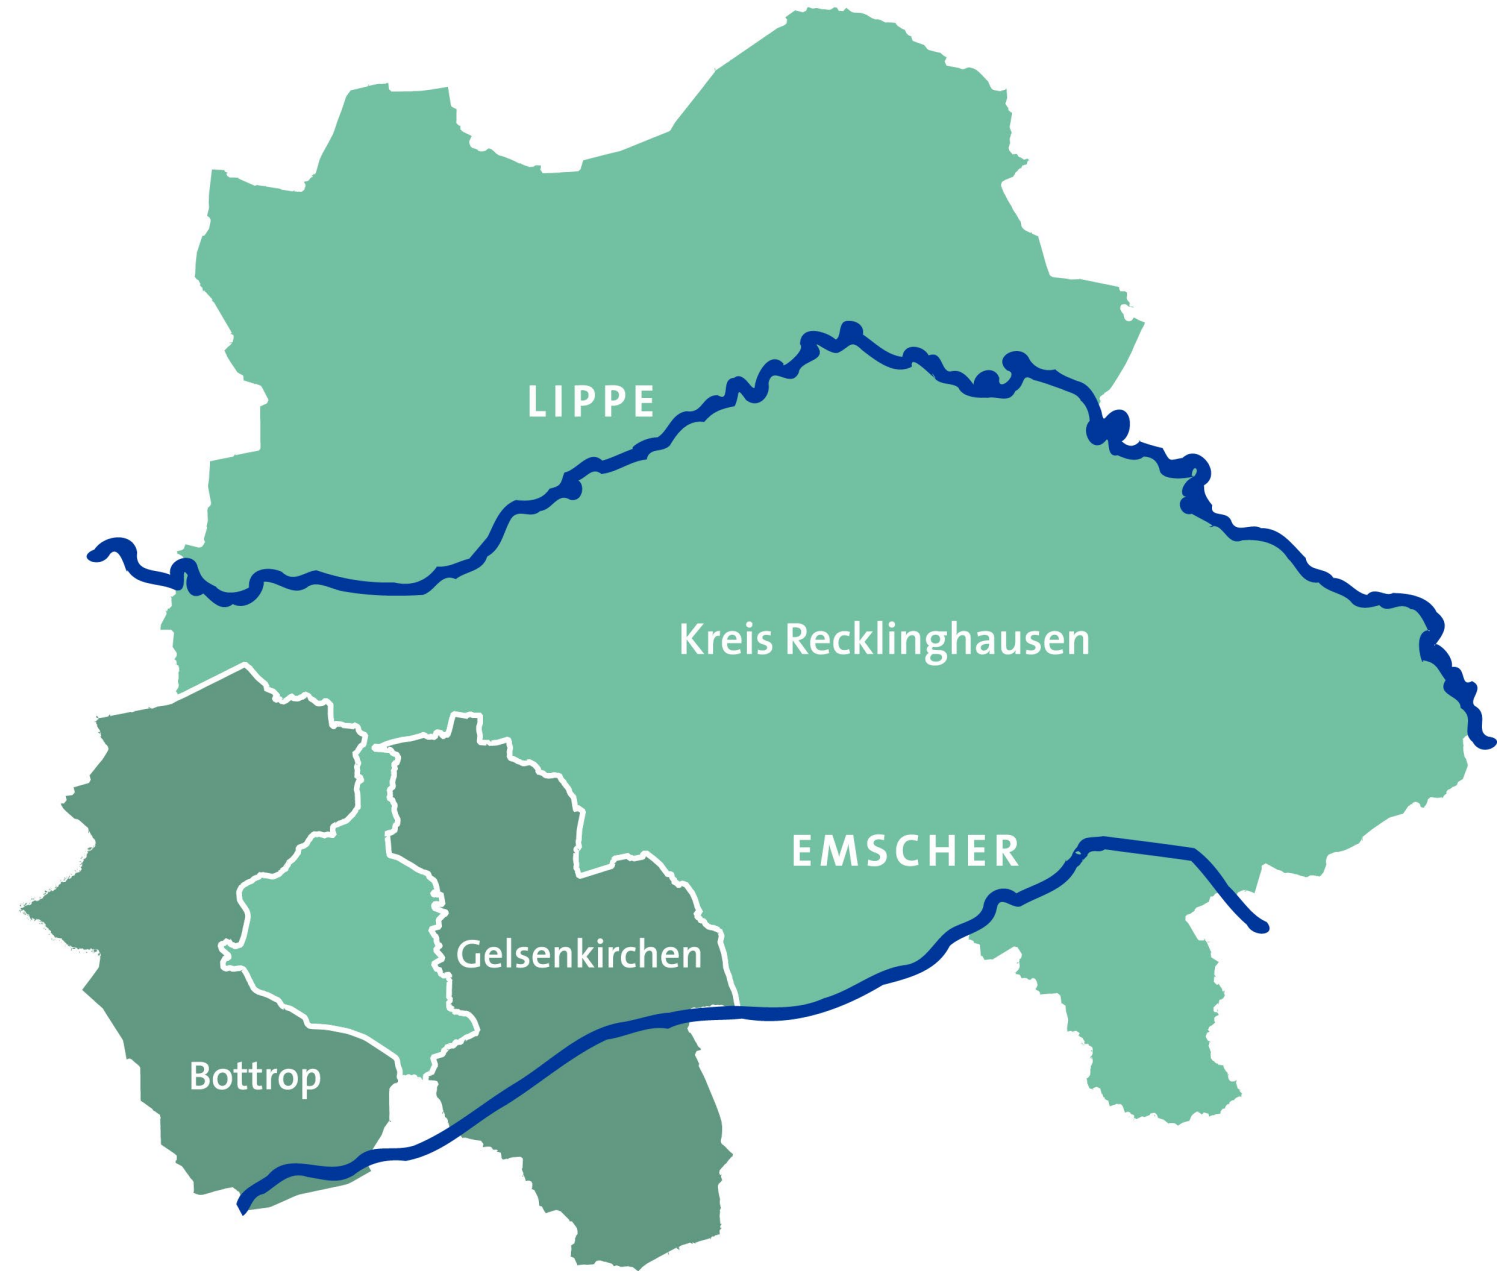 LIPPE
Kreis Recklinghausen
EMSCHER
Gelsenkirchen
Bottrop